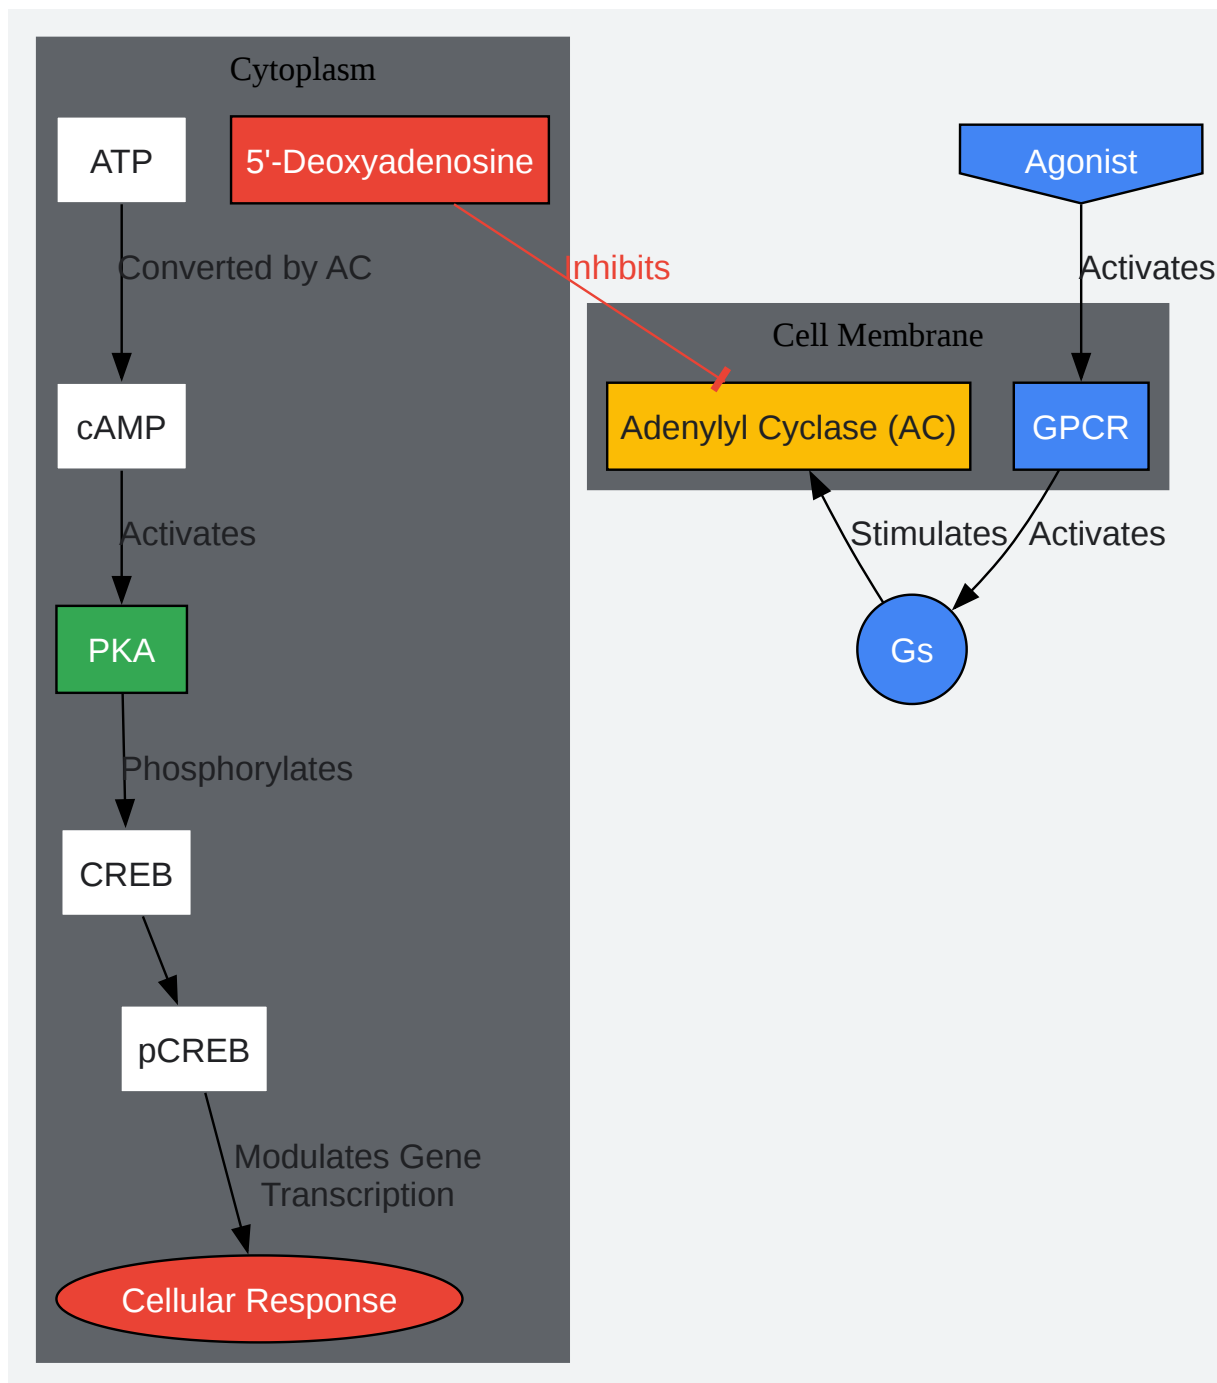 Cytoplasm
ATP
5'-Deoxyadenosine
Agonist
Converted by AC
Inhibits
Activates
Cell Membrane
cAMP
Adenylyl Cyclase (AC)
GPCR
Activates
Stimulates
Activates
PKA
Gs
Phosphorylates
CREB
pCREB
Modulates Gene
Transcription
Cellular Response